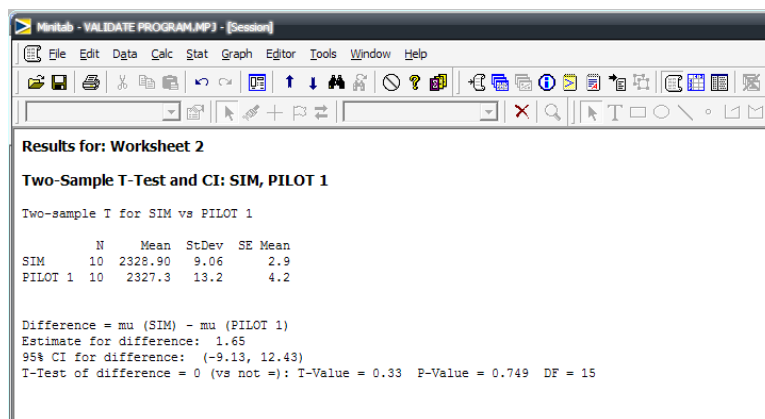 Minitab - VALIDATE PROGRAM.MPJ - [Session]
File Edit Data Calc Stat Graph Editor Tools Window Help
Results for: Worksheet 2
Two-Sample T-Test and CI: SIM, PILOT 1
Two-sample T for SIM vs PILOT 1
N Mean StDev SE Mean
SIM 10 2328.90 9.06 2.9
PILOT 1 10 2327.3 13.2 4.2
Difference = mu (SIM) - mu (PILOT 1)
Estimate for difference: 1.65
95% CI for difference: (-9.13, 12.43)
T-Test of difference = 0 (vs not =): T-Value = 0.33 P-Value = 0.749 DF = 15